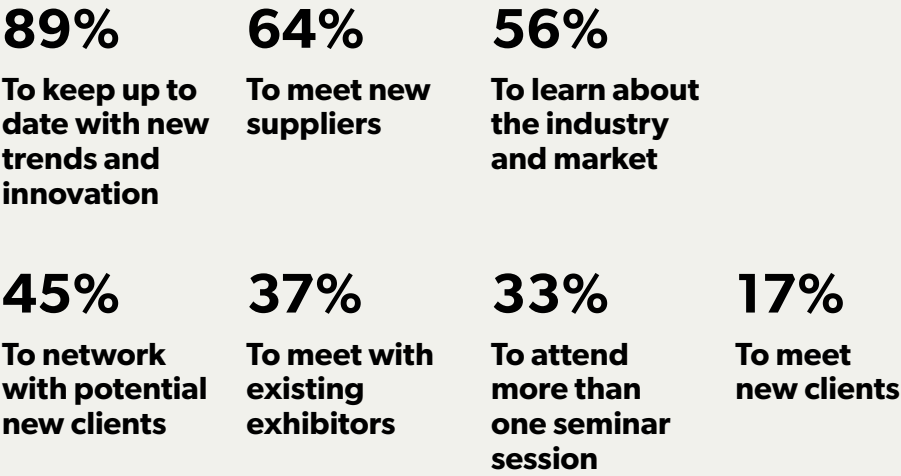 89%
To keep up to
date with new
trends and
innovation
64%
To meet new
suppliers
56%
To learn about
the industry
and market
45%
To network
with potential
new clients
37%
To meet with
existing
exhibitors
33%
To attend
more than
one seminar
session
17%
To meet
new clients